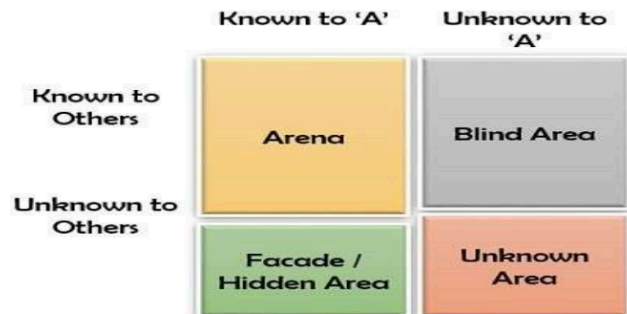 Known to ‘A’
Unknown to
‘A’
Known to
Others
Arena
Blind Area
Unknown to
Others
Facade /
Hidden Area
Unknown
Area